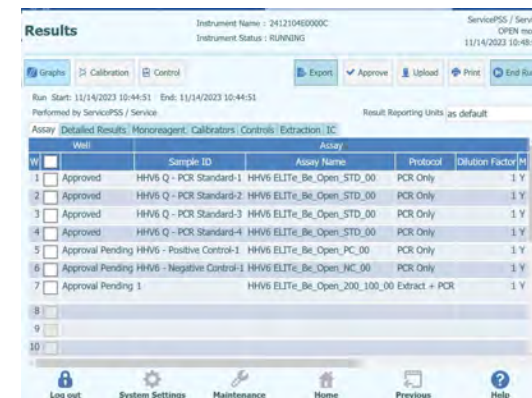 Results
Instrument Name : 2412104E0000C
Instrument Status : RUNNING
ServicePSS / Servi
OPEN mo
11/14/2023 10:48:
Graphs Calibration Control Export Approve Upload Print End Ru
Run Start: 11/14/2023 10:44:51 End: 11/14/2023 10:44:51
Performed by ServicePSS / Service Result Reporting Units as default
Assay Detailed Results Monoreagent Calibrators Controls Extraction IC
Well Assay
W Sample ID Assay Name Protocol Dilution Factor M
1 Approved HHV6 Q - PCR Standard-1 HHV6 ELITe_Be_Open_STD_00 PCR Only 1 Y
2 Approved HHV6 Q - PCR Standard-2 HHV6 ELITe_Be_Open_STD_00 PCR Only 1 Y
3 Approved HHV6 Q - PCR Standard-3 HHV6 ELITe_Be_Open_STD_00 PCR Only 1 Y
4 Approved HHV6 Q - PCR Standard-4 HHV6 ELITe_Be_Open_STD_00 PCR Only 1 Y
5 Approval Pending HHV6 - Positive Control-1 HHV6 ELITe_Be_Open_PC_00 PCR Only 1 Y
6 Approval Pending HHV6 - Negative Control-1 HHV6 ELITe_Be_Open_NC_00 PCR Only 1 Y
7 Approval Pending 1 HHV6 ELITe_Be_Open_200_100_00 Extract + PCR 1 Y
8
9
10
Log out System Settings Maintenance Home Previous Help